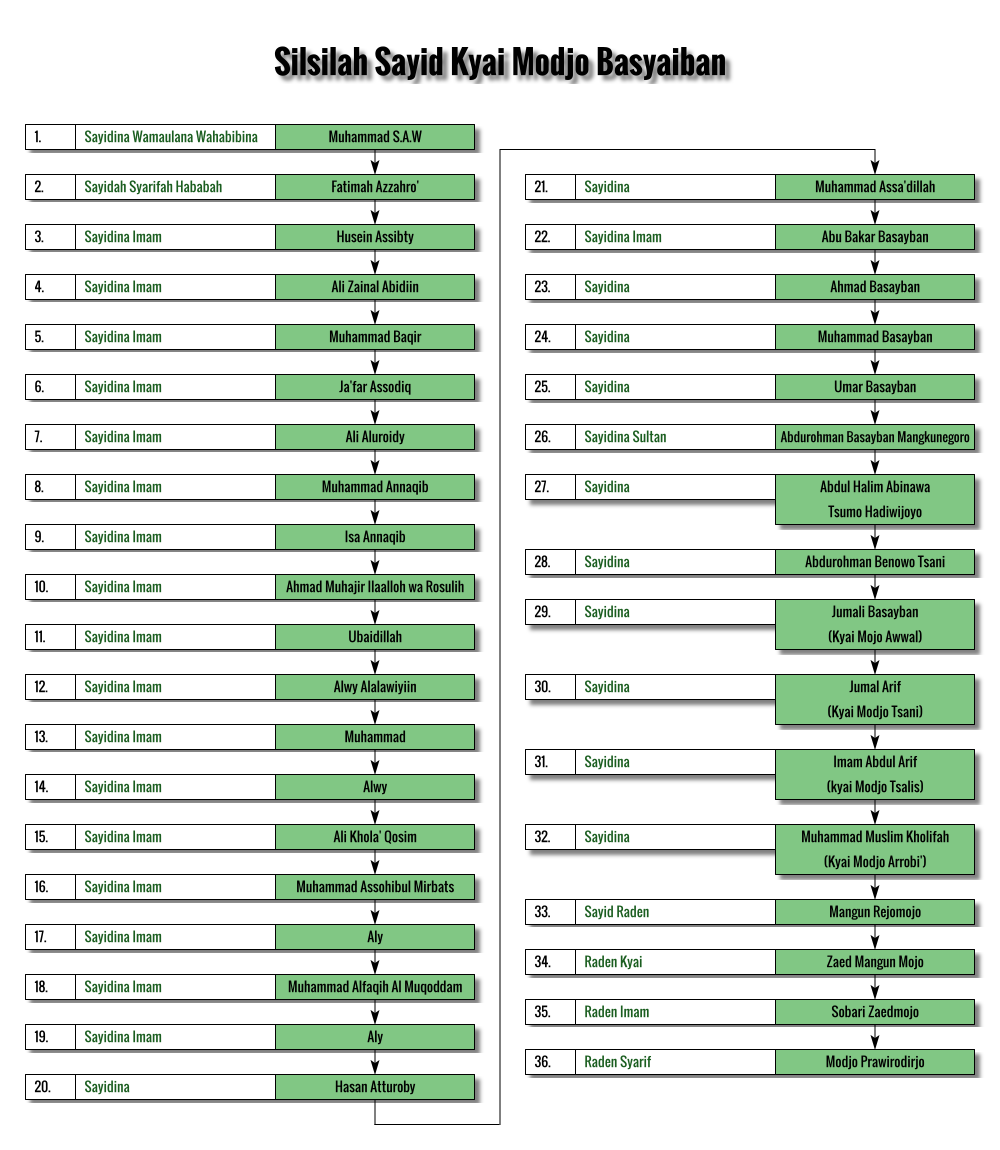 Silsilah Sayid Kyai Modjo Basyaiban
1. Sayidina Wamaulana Wahabibina Muhammad S.A.W
2. Sayidah Syarifah Hababah Fatimah Azzahro'
3. Sayidina Imam Husein Assibty
4. Sayidina Imam Ali Zainal Abidiin
5. Sayidina Imam Muhammad Baqir
6. Sayidina Imam Ja'far Assodiq
7. Sayidina Imam Ali Aluroidy
8. Sayidina Imam Muhammad Annaqib
9. Sayidina Imam Isa Annaqib
10. Sayidina Imam Ahmad Muhajir Ilaalloh wa Rosulih
11. Sayidina Imam Ubaidillah
12. Sayidina Imam Alwy Alalawiyiin
13. Sayidina Imam Muhammad
14. Sayidina Imam Alwy
15. Sayidina Imam Ali Khola' Qosim
16. Sayidina Imam Muhammad Assohibul Mirbats
17. Sayidina Imam Aly
18. Sayidina Imam Muhammad Alfaqih Al Muqoddam
19. Sayidina Imam Aly
20. Sayidina Hasan Atturoby
21. Sayidina Muhammad Assa'dillah
22. Sayidina Imam Abu Bakar Basayban
23. Sayidina Ahmad Basayban
24. Sayidina Muhammad Basayban
25. Sayidina Umar Basayban
26. Sayidina Sultan Abdurohman Basayban Mangkunegoro
27. Sayidina Abdul Halim Abinawa
Tsumo Hadiwijoyo
28. Sayidina Abdurohman Benowo Tsani
29. Sayidina Jumali Basayban
(Kyai Mojo Awwal)
30. Sayidina Jumal Arif
(Kyai Modjo Tsani)
31. Sayidina Imam Abdul Arif
(kyai Modjo Tsalis)
32. Sayidina Muhammad Muslim Kholifah
(Kyai Modjo Arrobi')
33. Sayid Raden Mangun Rejomojo
34. Raden Kyai Zaed Mangun Mojo
35. Raden Imam Sobari Zaedmojo
36. Raden Syarif Modjo Prawirodirjo